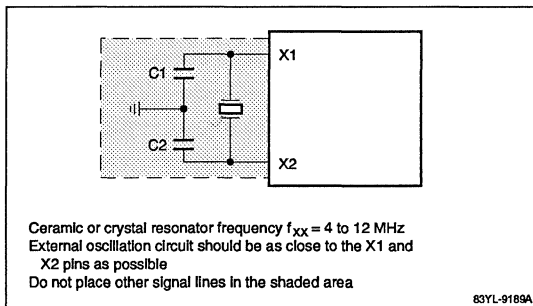 C1
X1
C2
X2
Ceramic or crystal resonator frequency fXX = 4 to 12 MHz
External oscillation circuit should be as close to the X1 and
X2 pins as possible
Do not place other signal lines in the shaded area
83YL-9189A